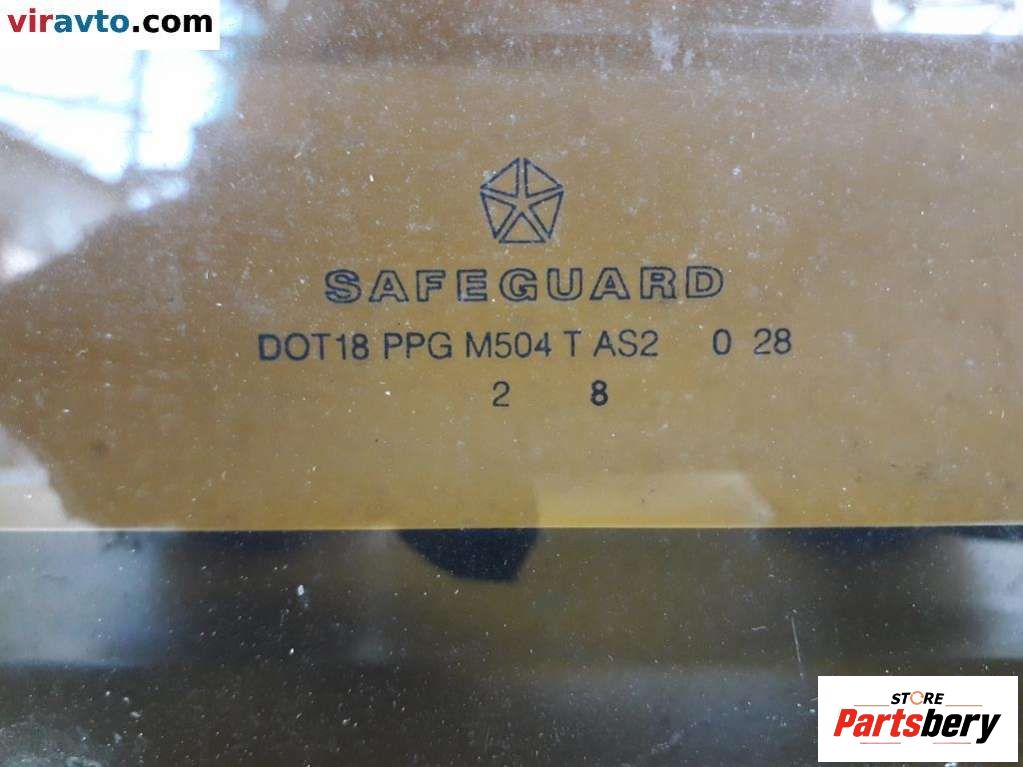 viravto.com
SAFEGUARD
DOT18 PPG M504 T AS2 0 28
2 8
STORE
Partsbery